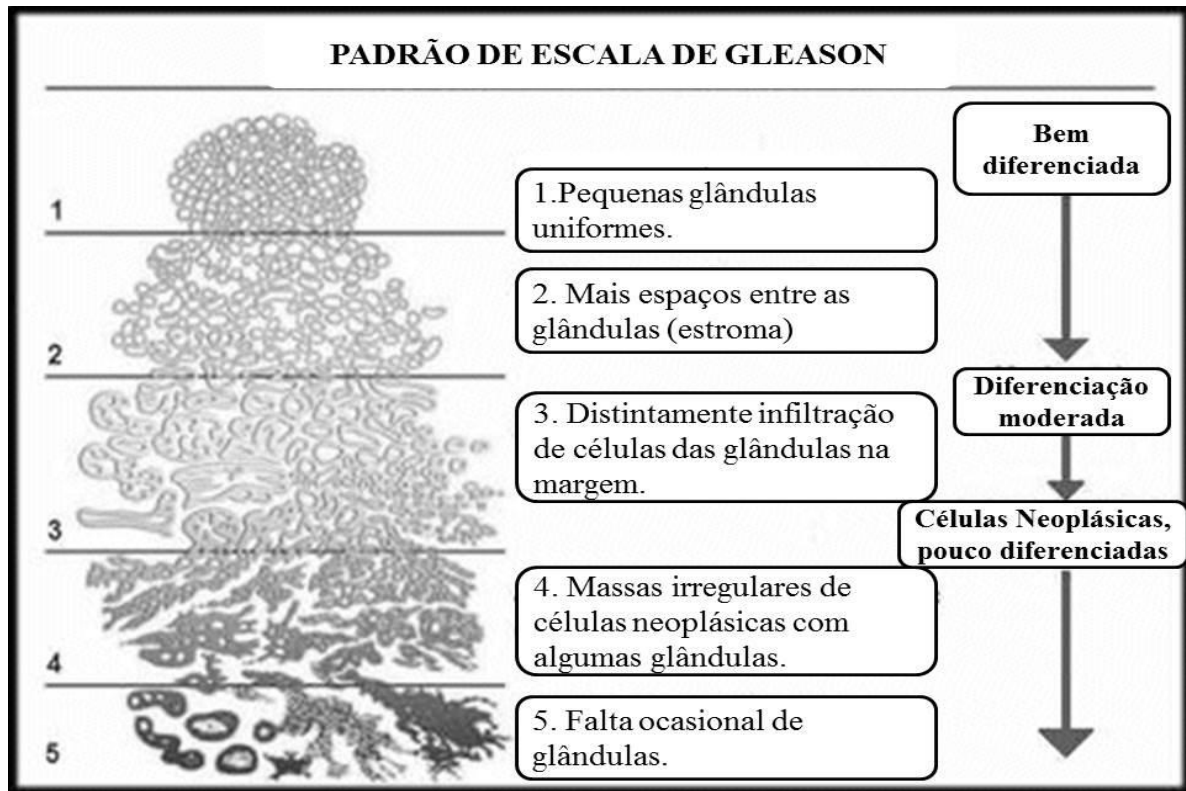 PADRÃO DE ESCALA DE GLEASON
1
2
3
4
5
1.Pequenas glândulas
uniformes.
2. Mais espaços entre as
glândulas (estroma)
3. Distintamente infiltração
de células das glândulas na
margem.
4. Massas irregulares de
células neoplásicas com
algumas glândulas.
5. Falta ocasional de
glândulas.
Bem
diferenciada
Diferenciação
moderada
Células Neoplásicas,
pouco diferenciadas